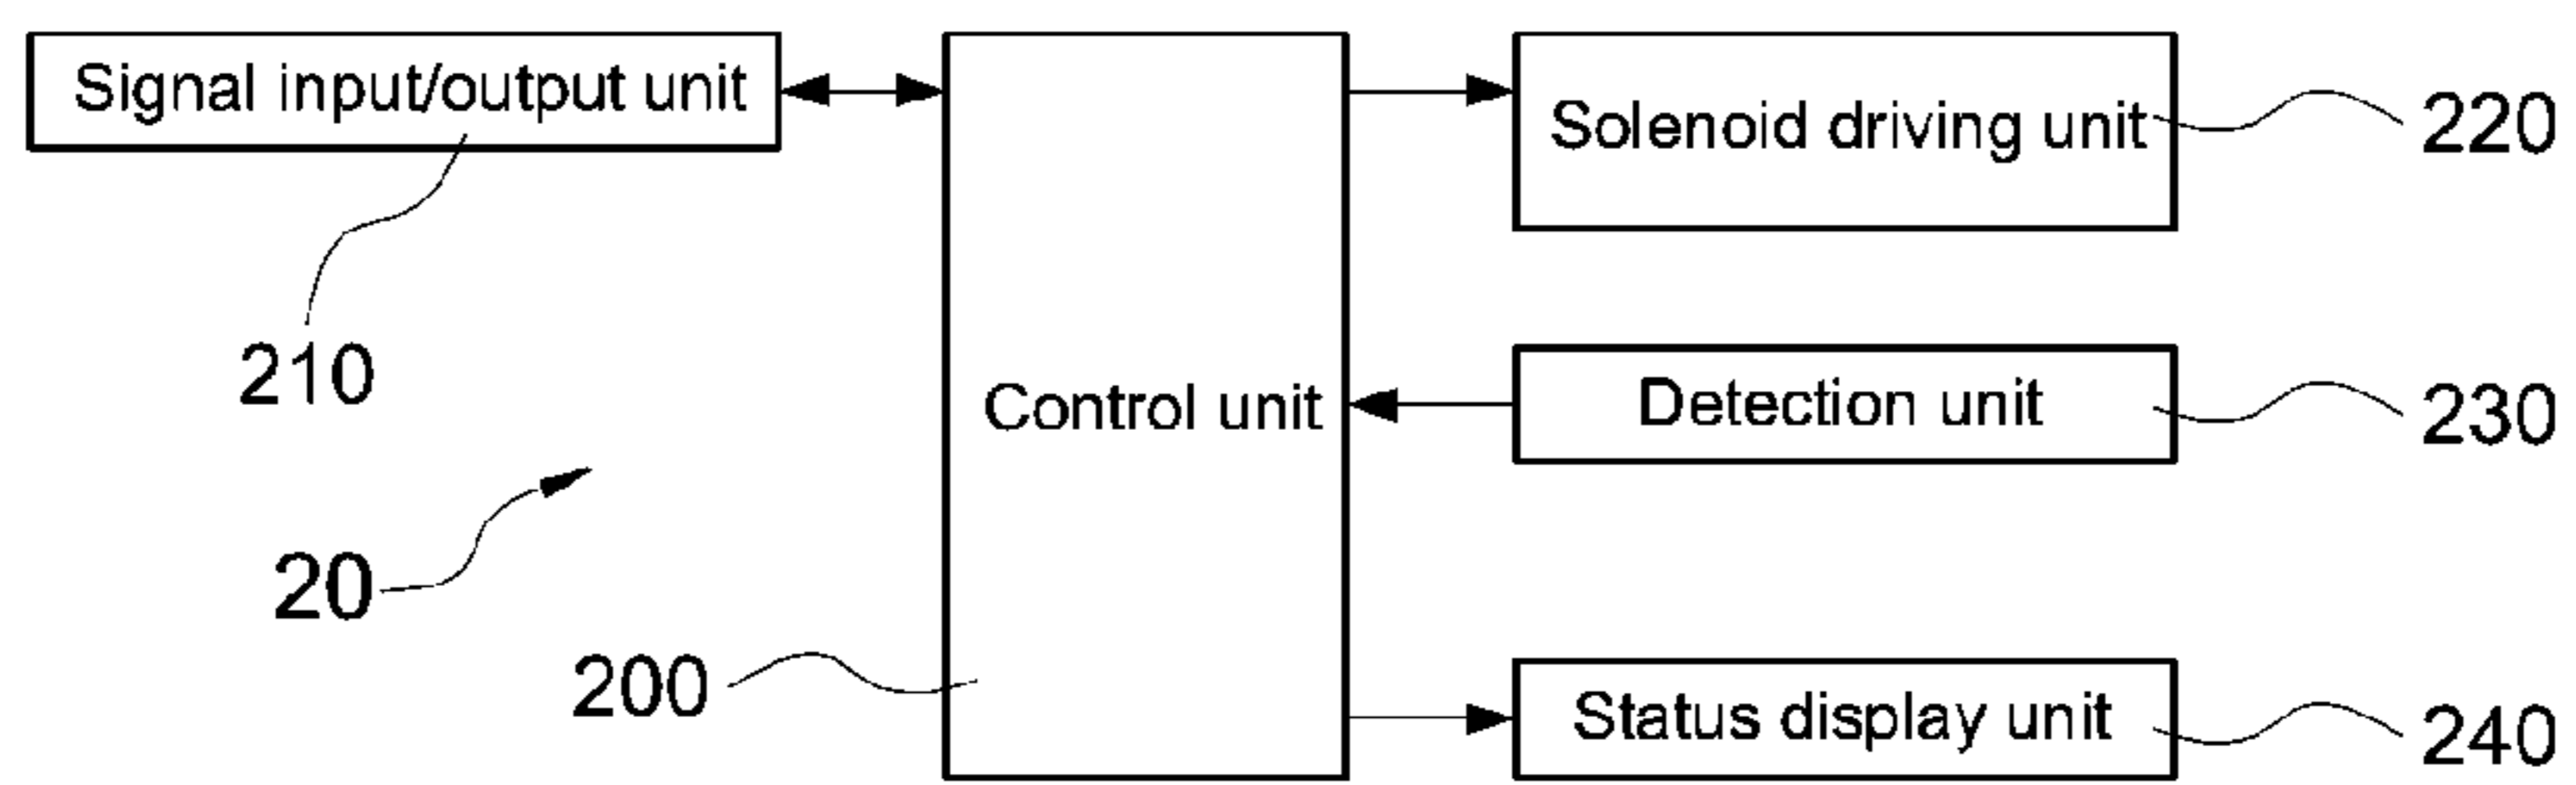 Signal input/output unit
Solenoid driving unit
220
210
Control unit
Detection unit
230
20
200
Status display unit
240